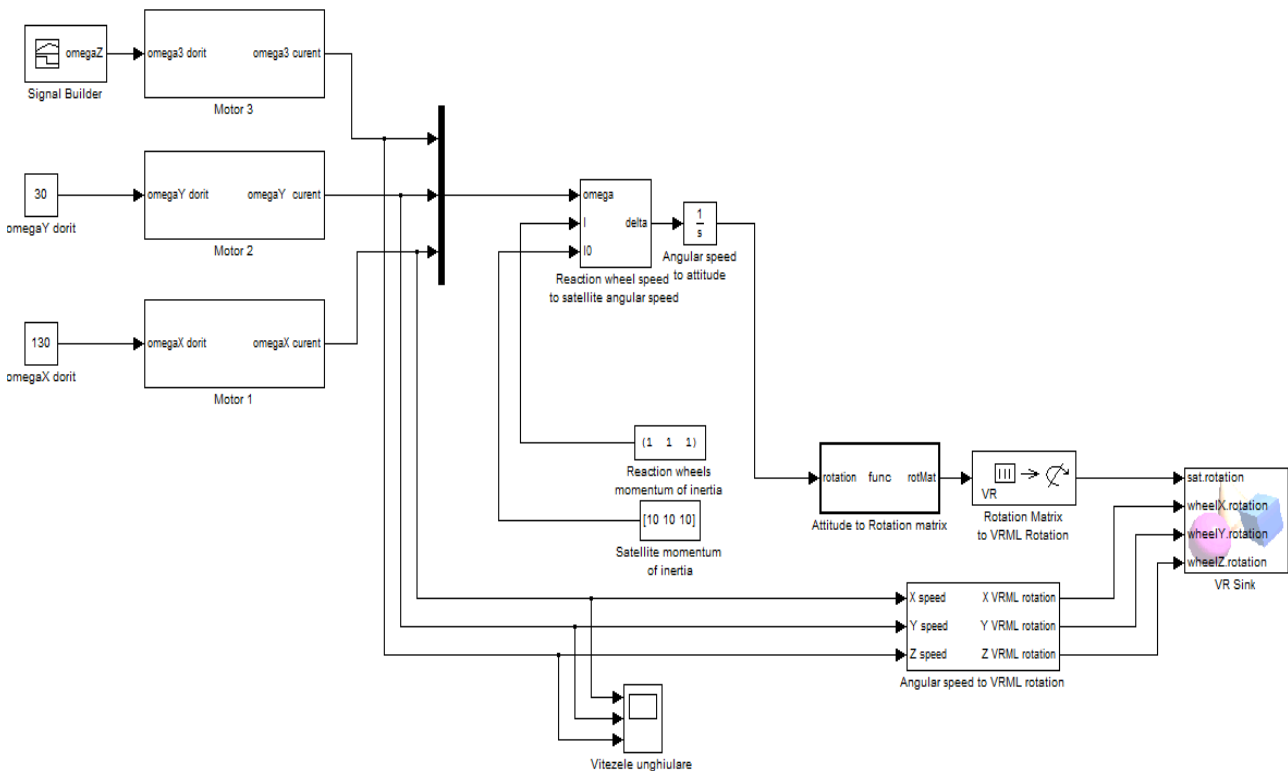 omegaZ
Signal Builder
omega3 dorit
omega3 curent
Motor 3
30
omegaY dorit
omegaY dorit
omegaY curent
Motor 2
130
omegaX dorit
omegaX dorit
omegaX curent
Motor 1
omega
I
I0
delta
Reaction wheel speed
to satellite angular speed
1
s
Angular speed
to attitude
(1 1 1)
Reaction wheels
momentum of inertia
[10 10 10]
Satellite momentum
of inertia
rotation
func
rotMat
Attitude to Rotation matrix
VR
Rotation Matrix
to VRML Rotation
sat.rotation
wheelX.rotation
wheelY.rotation
wheelZ.rotation
VR Sink
X speed
X VRML rotation
Y speed
Y VRML rotation
Z speed
Z VRML rotation
Angular speed to VRML rotation
Vitezele unghiulare